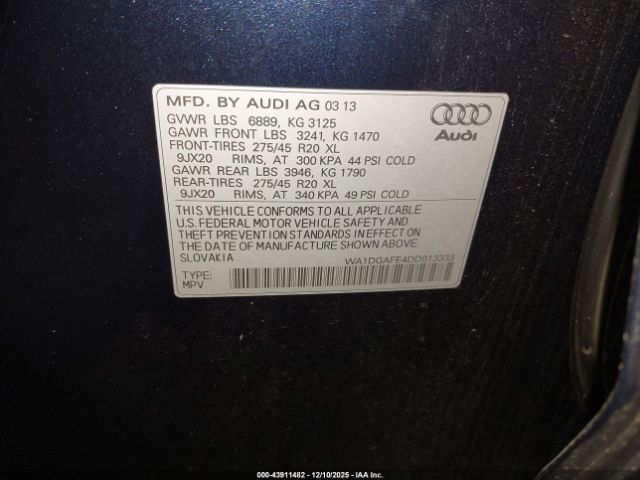 MFD. BY AUDI AG 03 13
GVWR LBS 6889, KG 3125
GAWR FRONT LBS 3241, KG 1470
FRONT-TIRES 275/45 R20 XL
9JX20 RIMS, AT 300 KPA 44 PSI COLD
GAWR REAR LBS 3946, KG 1790
REAR-TIRES 275/45 R20 XL
9JX20 RIMS, AT 340 KPA 49 PSI COLD
Audi
THIS VEHICLE CONFORMS TO ALL APPLICABLE
U.S. FEDERAL MOTOR VEHICLE SAFETY AND
THEFT PREVENTION STANDARDS IN EFFECT ON
THE DATE OF MANUFACTURE SHOWN ABOVE.
SLOVAKIA WA1DGAFE4DD013333
TYPE:
MPV
000-43911482 - 12/10/2025 - IAA Inc.